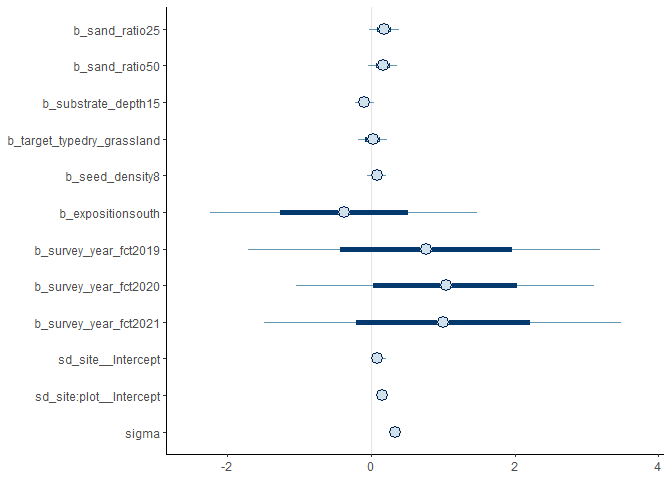 b_sand_ratio25
b_sand_ratio50
b_substrate_depth15
b_target_typedry_grassland
b_seed_density8
b_expositionsouth
b_survey_year_fct2019
b_survey_year_fct2020
b_survey_year_fct2021
sd_site__Intercept
sd_site:plot__Intercept
sigma
-2 0 2 4